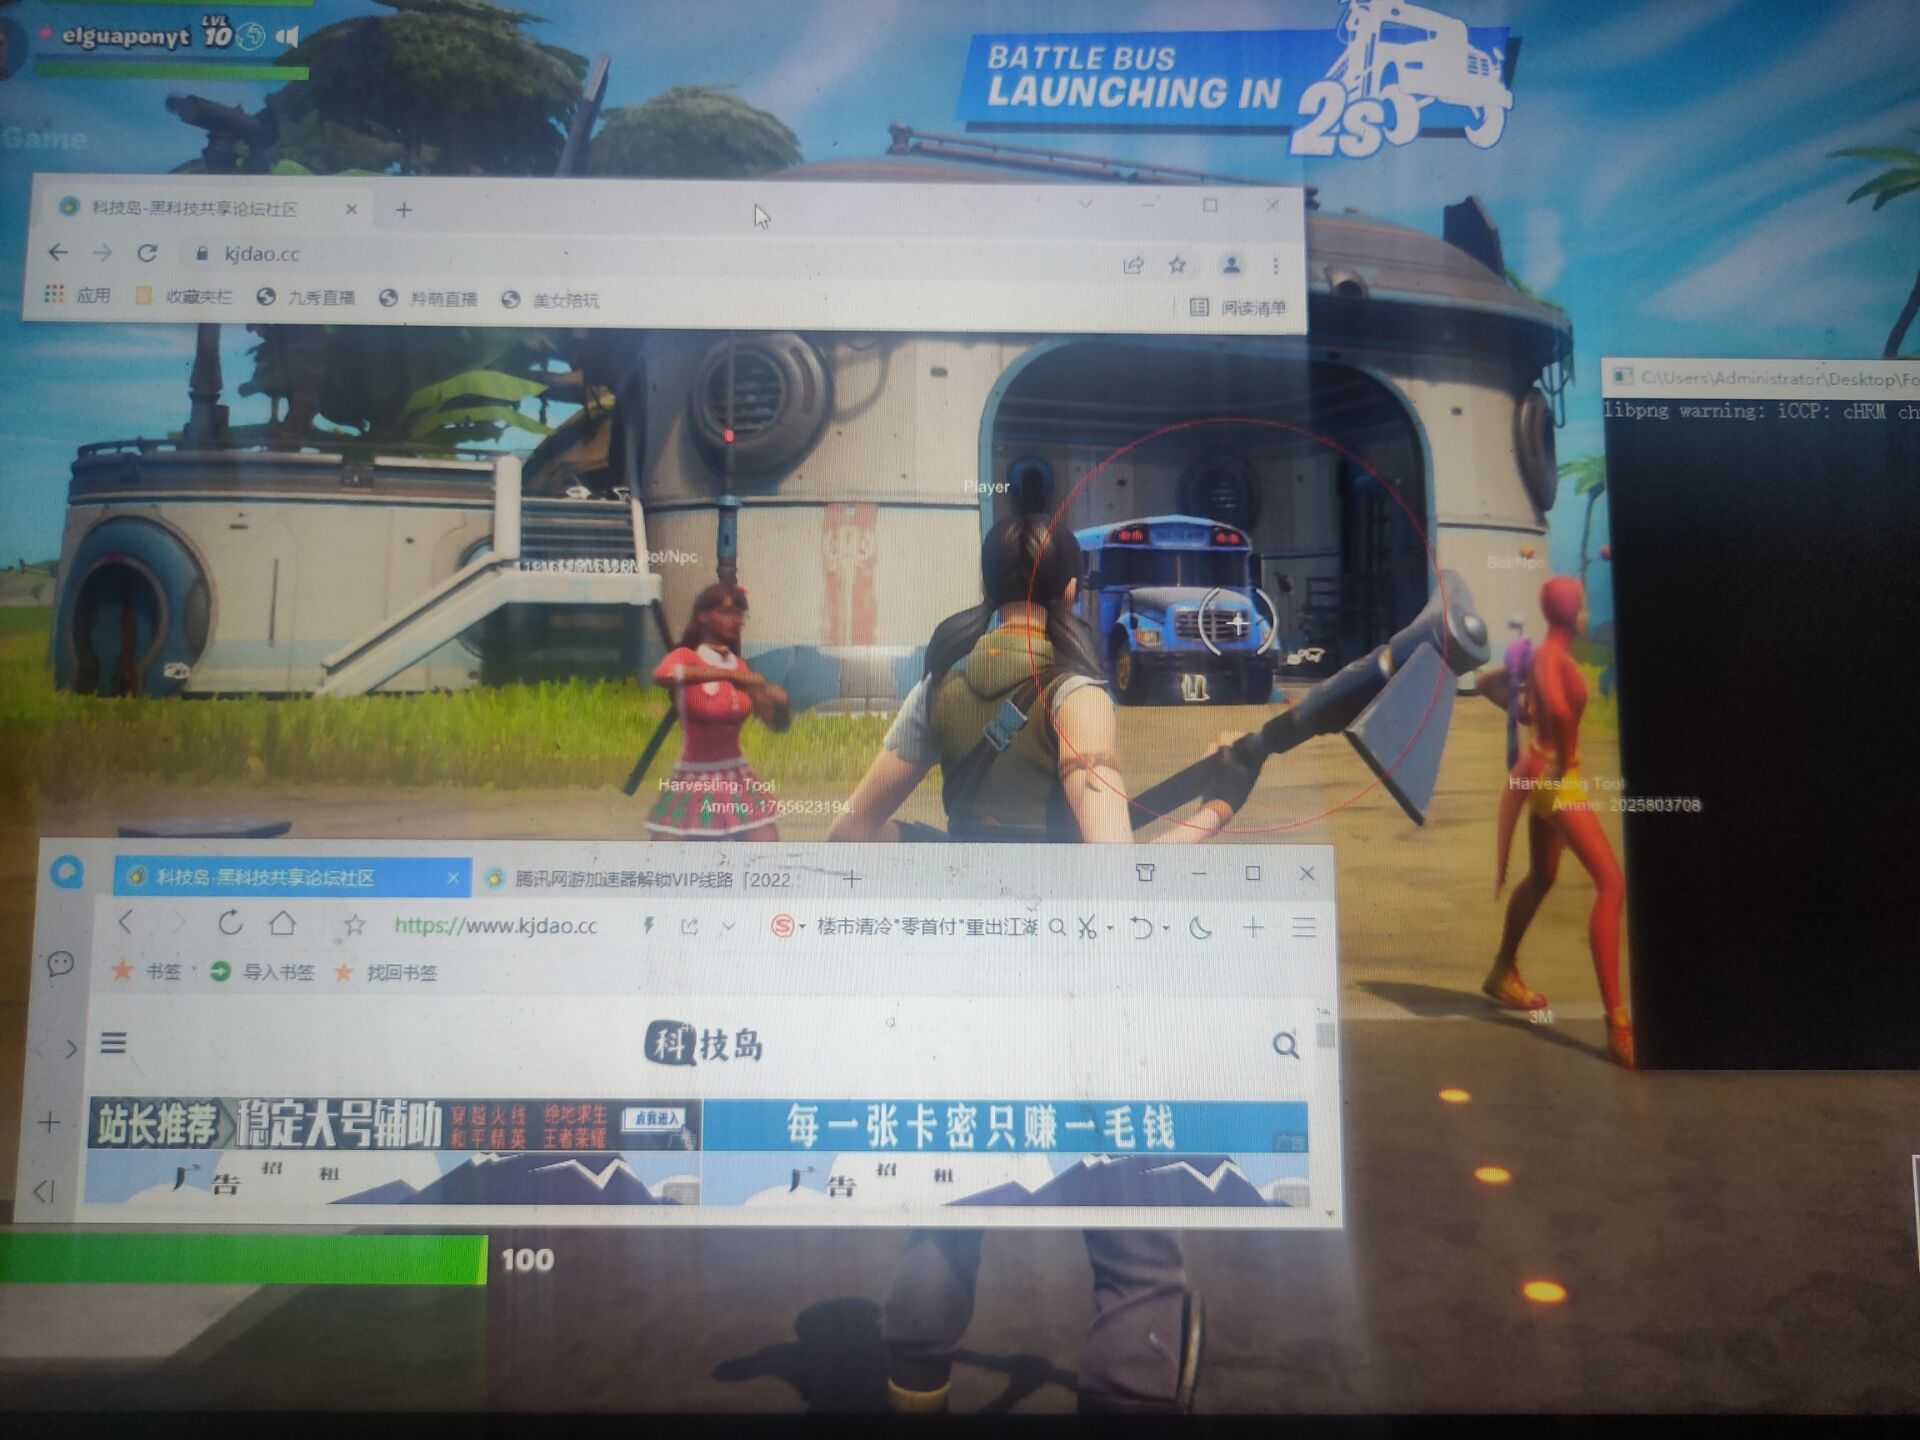 elguaponyt LVL 10
BATTLE BUS
LAUNCHING IN
2s
Game
科技岛-黑科技共享论坛社区
kjdao.cc
应用 收藏夹栏 九秀直播 羚萌直播 美女陪玩 阅读清单
C:\Users\Administrator\Desktop\Fo
libpng warning: iCCP: cHRM ch
Player
Bot/Npc
Bot/Npc
Harvesting Tool
Ammo: 1765623194
Harvesting Tool
Ammo: 2025803708
科技岛-黑科技共享论坛社区 腾讯网游加速器解锁VIP线路「2022.
https://www.kjdao.cc 楼市清冷"零首付"重出江湖
书签 导入书签 找回书签
3M
科技岛
站长推荐 稳定大号辅助 穿越火线 绝地求生 点我进入
和平精英 王者荣耀 广告
每一张卡密只赚一毛钱 广告
广告招租
广告招租
100